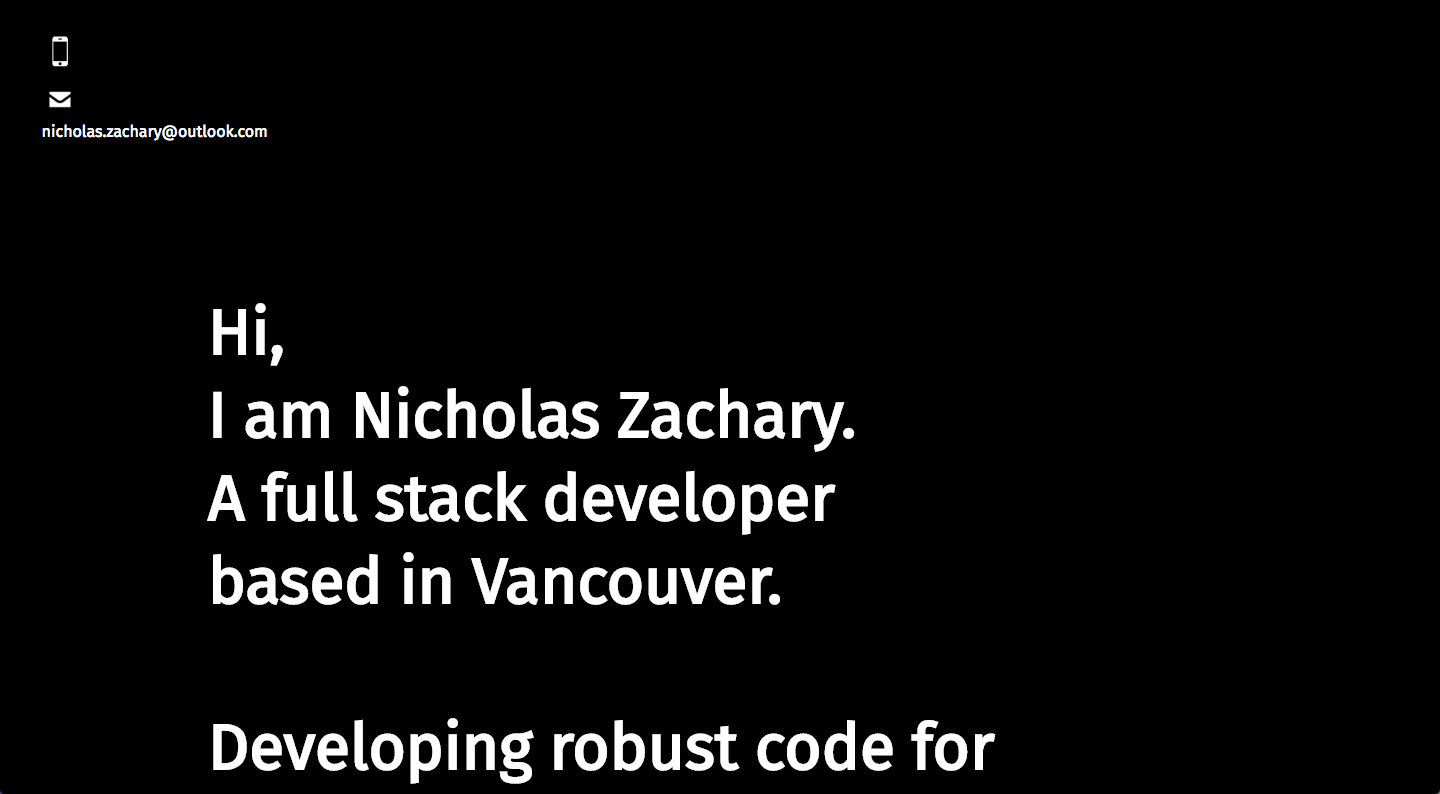 nicholas.zachary@outlook.com
Hi,
I am Nicholas Zachary.
A full stack developer
based in Vancouver.
Developing robust code for